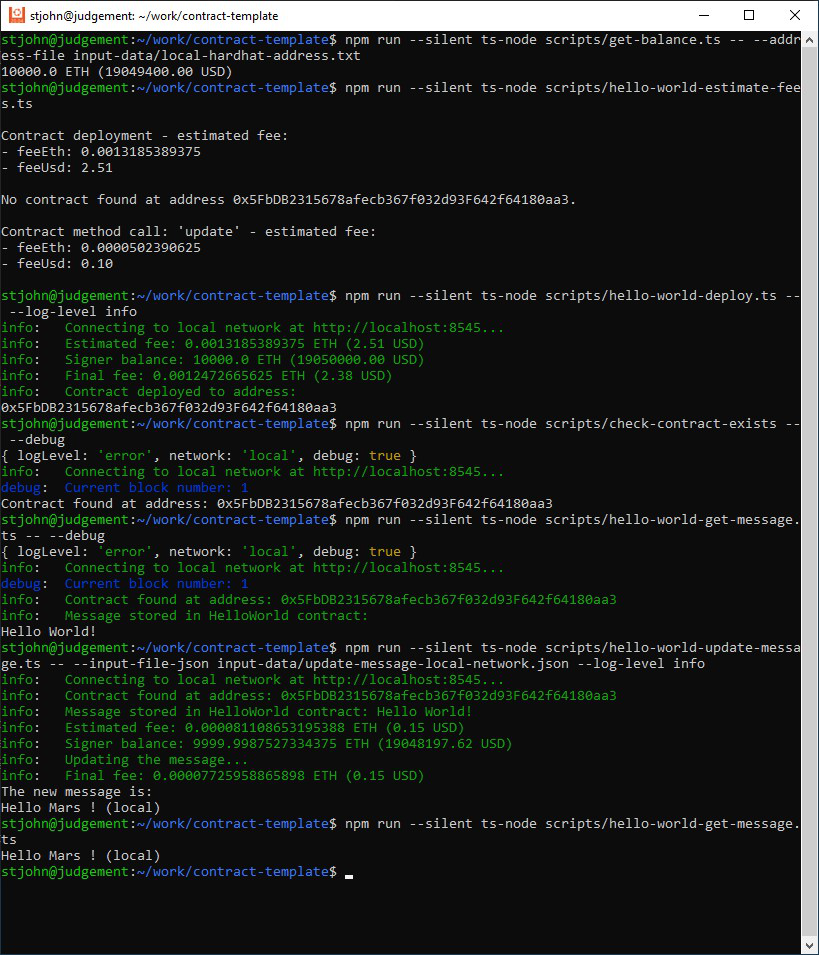 stjohn@judgement: ~/work/contract-template
stjohn@judgement:~/work/contract-template$ npm run --silent ts-node scripts/get-balance.ts -- --addr
ess-file input-data/local-hardhat-address.txt
10000.0 ETH (19049400.00 USD)
stjohn@judgement:~/work/contract-template$ npm run --silent ts-node scripts/hello-world-estimate-fee
s.ts

Contract deployment - estimated fee:
- feeEth: 0.0013185389375
- feeUsd: 2.51

No contract found at address 0x5FbDB2315678afecb367f032d93F642f64180aa3.

Contract method call: 'update' - estimated fee:
- feeEth: 0.0000502390625
- feeUsd: 0.10

stjohn@judgement:~/work/contract-template$ npm run --silent ts-node scripts/hello-world-deploy.ts --
 --log-level info
info:   Connecting to local network at http://localhost:8545...
info:   Estimated fee: 0.0013185389375 ETH (2.51 USD)
info:   Signer balance: 10000.0 ETH (19050000.00 USD)
info:   Final fee: 0.0012472665625 ETH (2.38 USD)
info:   Contract deployed to address:
0x5FbDB2315678afecb367f032d93F642f64180aa3
stjohn@judgement:~/work/contract-template$ npm run --silent ts-node scripts/check-contract-exists --
 --debug
{ logLevel: 'error', network: 'local', debug: true }
info:   Connecting to local network at http://localhost:8545...
debug:  Current block number: 1
Contract found at address: 0x5FbDB2315678afecb367f032d93F642f64180aa3
stjohn@judgement:~/work/contract-template$ npm run --silent ts-node scripts/hello-world-get-message.
ts -- --debug
{ logLevel: 'error', network: 'local', debug: true }
info:   Connecting to local network at http://localhost:8545...
debug:  Current block number: 1
info:   Contract found at address: 0x5FbDB2315678afecb367f032d93F642f64180aa3
info:   Message stored in HelloWorld contract:
Hello World!
stjohn@judgement:~/work/contract-template$ npm run --silent ts-node scripts/hello-world-update-messa
ge.ts -- --input-file-json input-data/update-message-local-network.json --log-level info
info:   Connecting to local network at http://localhost:8545...
info:   Contract found at address: 0x5FbDB2315678afecb367f032d93F642f64180aa3
info:   Message stored in HelloWorld contract: Hello World!
info:   Estimated fee: 0.000081108653195388 ETH (0.15 USD)
info:   Signer balance: 9999.9987527334375 ETH (19048197.62 USD)
info:   Updating the message...
info:   Final fee: 0.00007725958865898 ETH (0.15 USD)
The new message is:
Hello Mars ! (local)
stjohn@judgement:~/work/contract-template$ npm run --silent ts-node scripts/hello-world-get-message.
ts
Hello Mars ! (local)
stjohn@judgement:~/work/contract-template$